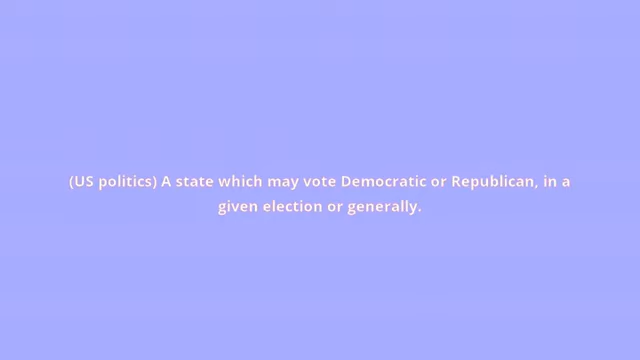 (US politics) A state which may vote Democratic or Republican, in a
given election or generally.